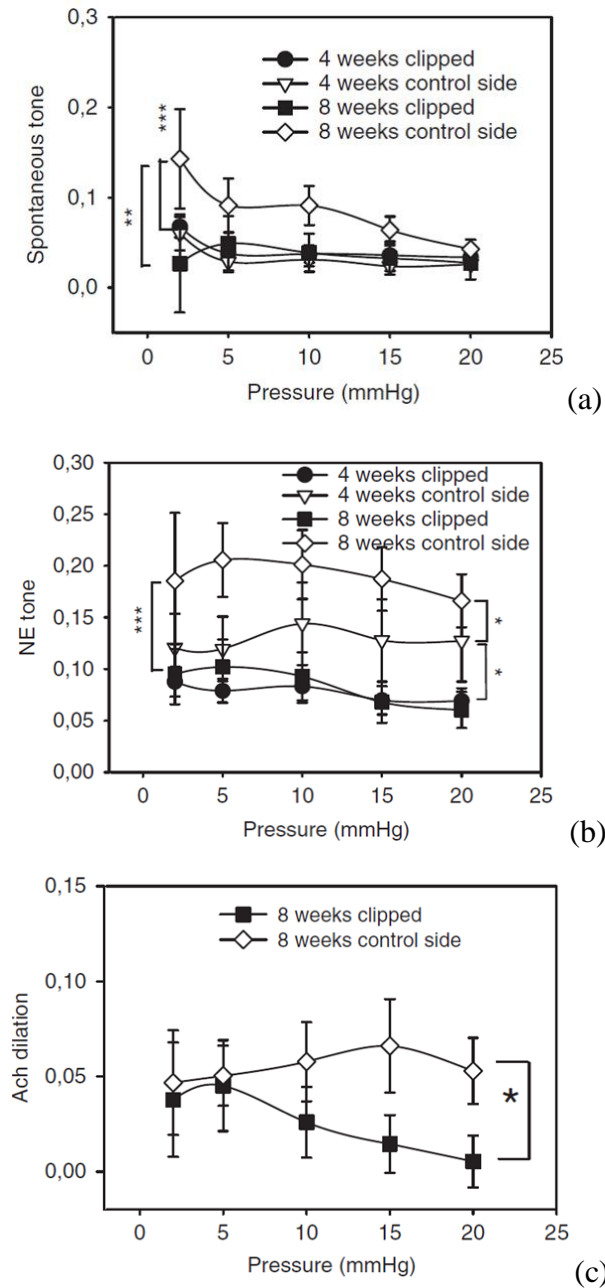 0,3
0,2
0,1
0,0
Spontaneous tone
***
**
4 weeks clipped
4 weeks control side
8 weeks clipped
8 weeks control side
0 5 10 15 20 25
Pressure (mmHg)
(a)
0,30
0,25
0,20
0,15
0,10
0,05
0,00
NE tone
4 weeks clipped
4 weeks control side
8 weeks clipped
8 weeks control side
***
*
*
0 5 10 15 20 25
Pressure (mmHg)
(b)
0,15
0,10
0,05
0,00
Ach dilation
8 weeks clipped
8 weeks control side
*
0 5 10 15 20 25
Pressure (mmHg)
(c)